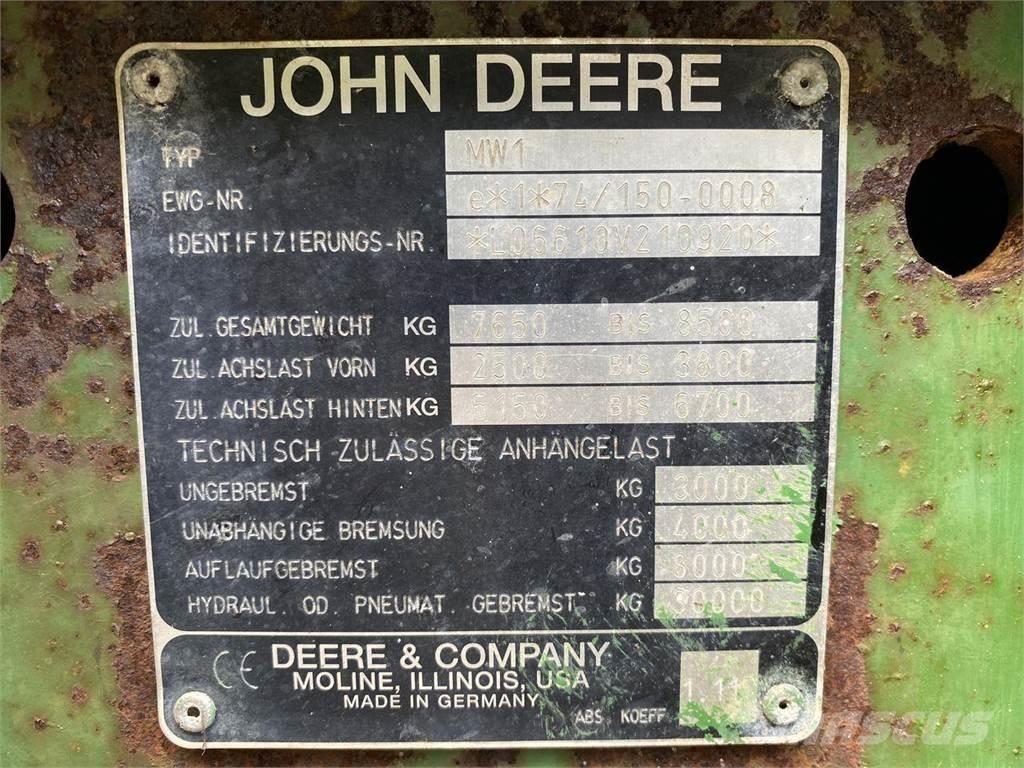 JOHN DEERE
TYP MW1
EWG-NR. e*1*74/150-0008
IDENTIFIZIERUNGS-NR. *L06610V210920*
ZUL.GESAMTGEWICHT KG 7650 BIS 8500
ZUL.ACHSLAST VORN KG 2500 BIS 3800
ZUL.ACHSLAST HINTEN KG 5150 BIS 6700
TECHNISCH ZULÄSSIGE ANHÄNGELAST
UNGEBREMST KG 3000
UNABHÄNGIGE BREMSUNG KG 4000
AUFLAUFGEBREMST KG 8000
HYDRAUL. OD. PNEUMAT. GEBREMST KG 30000
CE DEERE & COMPANY
MOLINE, ILLINOIS, USA
MADE IN GERMANY
ABS. KOEFF. 1.11
MASCUS